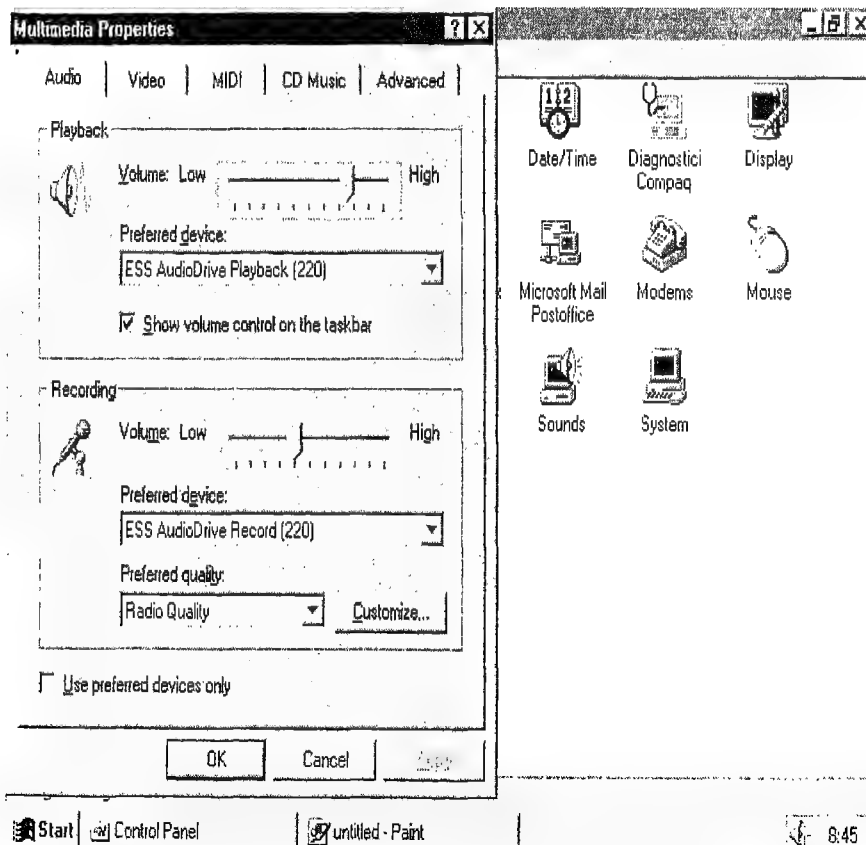 Multimedia Properties
Audio
Video
MIDI
CD Music
Advanced
Playback
Volume: Low
High
Preferred device:
ESS AudioDrive Playback (220)
Show volume control on the taskbar
Recording
Volume: Low
High
Preferred device:
ESS AudioDrive Record (220)
Preferred quality:
Radio Quality
Customize...
Use preferred devices only
OK
Cancel
Date/Time
Diagnostici
Compaq
Display
Microsoft Mail
Postoffice
Modems
Mouse
Sounds
System
Start
Control Panel
untitled - Paint
8:45